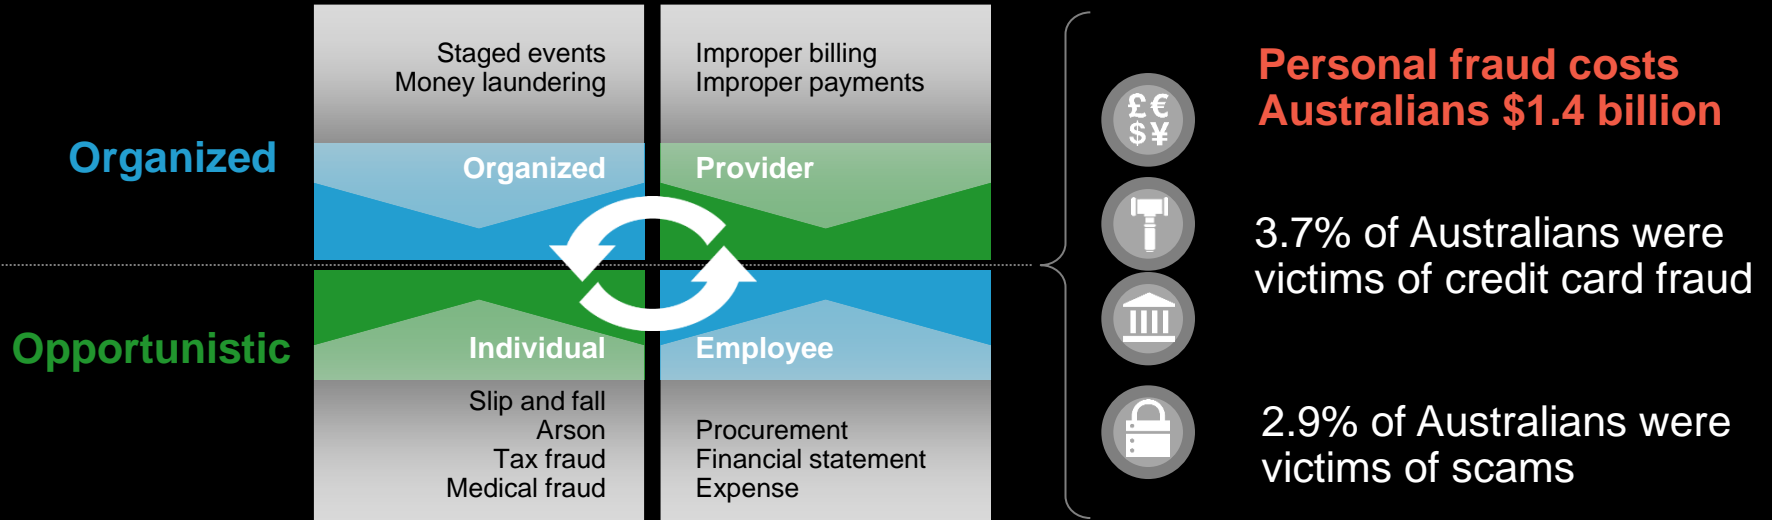 Organized
Opportunistic
Staged events
Money laundering
Organized
Improper billing
Improper payments
Provider
Individual
Slip and fall
Arson
Tax fraud
Medical fraud
Employee
Procurement
Financial statement
Expense
£€
$¥
Personal fraud costs
Australians $1.4 billion
3.7% of Australians were
victims of credit card fraud
2.9% of Australians were
victims of scams